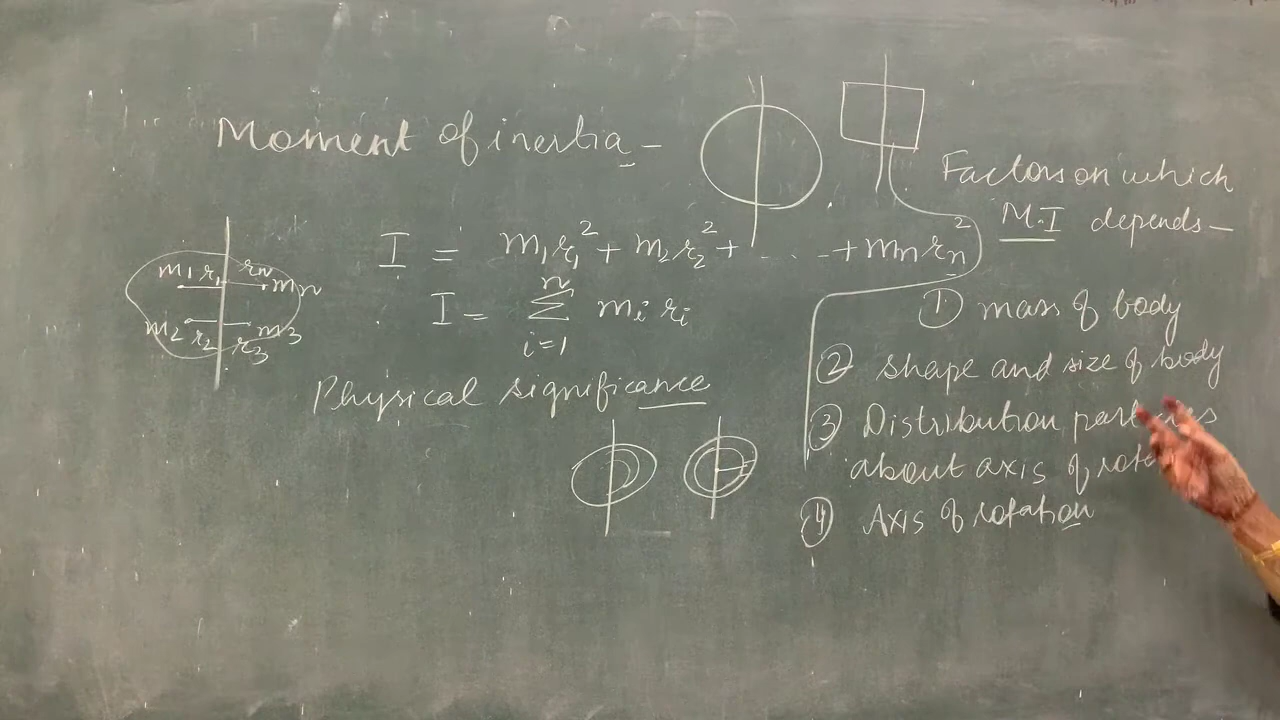 Moment of inertia -
I = m₁r₁² + m₂r₂² + ..... + mₙrₙ²
I = n Σ i=1 mᵢ rᵢ
m₁ r₁ rₙ mₙ
m₂ r₂ r₃ m₃
Physical significance
Factors on which
M.I depends -
① mass of body
② shape and size of body
③ Distribution particles
about axis of
④ Axis of rotation